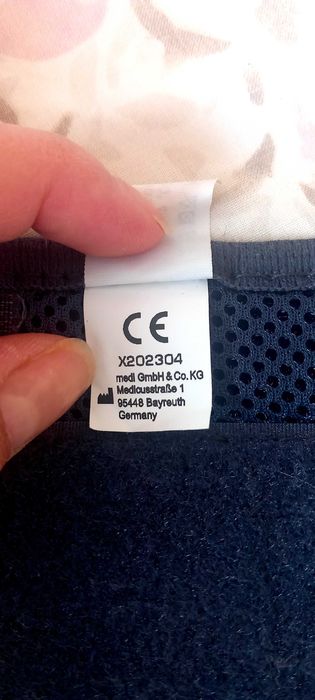 CE
X202304
medi GmbH & Co. KG
Medicusstraße 1
95448 Bayreuth
Germany